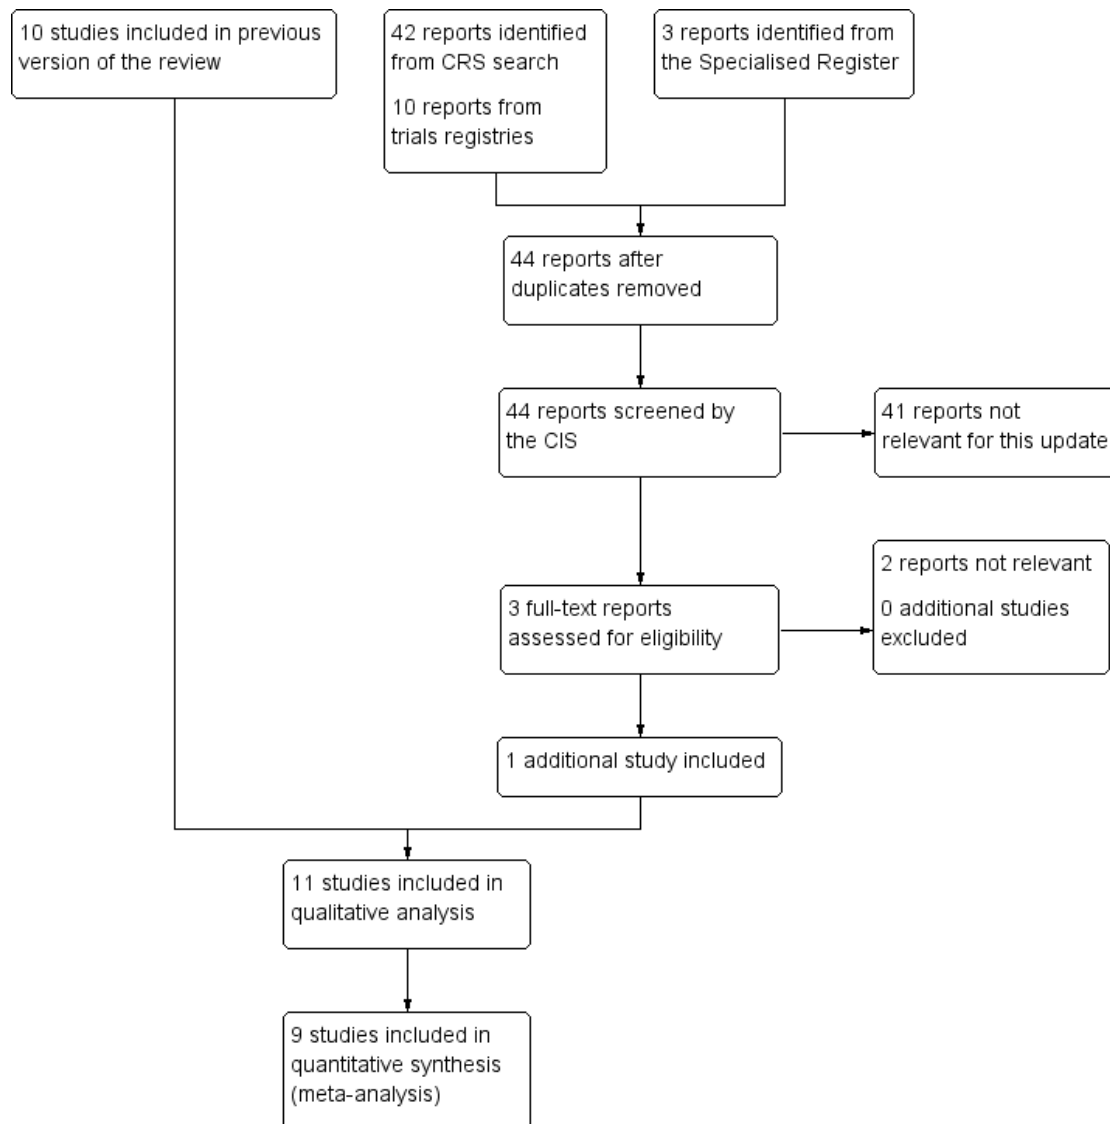 10 studies included in previous
version of the review
42 reports identified
from CRS search
10 reports from
trials registries
3 reports identified from
the Specialised Register
44 reports after
duplicates removed
44 reports screened by
the CIS
41 reports not
relevant for this update
3 full-text reports
assessed for eligibility
2 reports not relevant
0 additional studies
excluded
1 additional study included
11 studies included in
qualitative analysis
9 studies included in
quantitative synthesis
(meta-analysis)